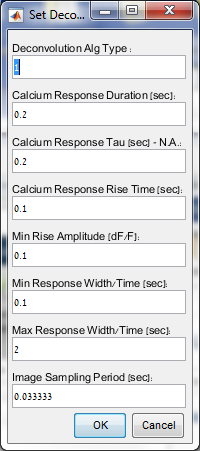 Set Deco...
Deconvolution Alg Type :
1
Calcium Response Duration [sec]:
0.2
Calcium Response Tau [sec] - N.A.:
0.2
Calcium Response Rise Time [sec]:
0.1
Min Rise Amplitude [dF/F]:
0.1
Min Response Width/Time [sec]:
0.1
Max Response Width/Time [sec]:
2
Image Sampling Period [sec]:
0.033333
OK Cancel